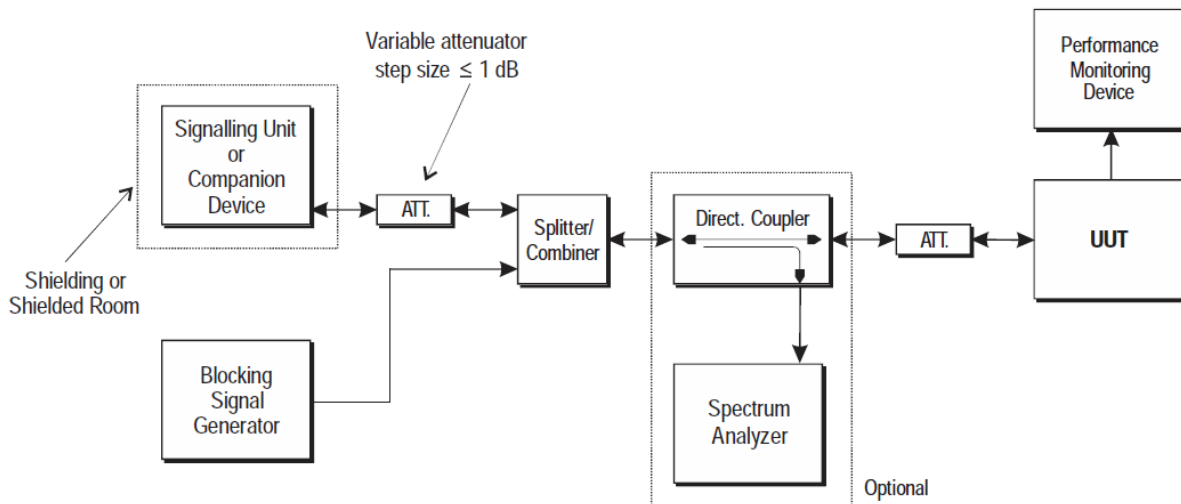 Variable attenuator
step size ≤ 1 dB
Performance
Monitoring
Device
Signalling Unit
or
Companion
Device
ATT.
Splitter/
Combiner
Direct. Coupler
ATT.
UUT
Shielding or
Shielded Room
Blocking
Signal
Generator
Spectrum
Analyzer
Optional